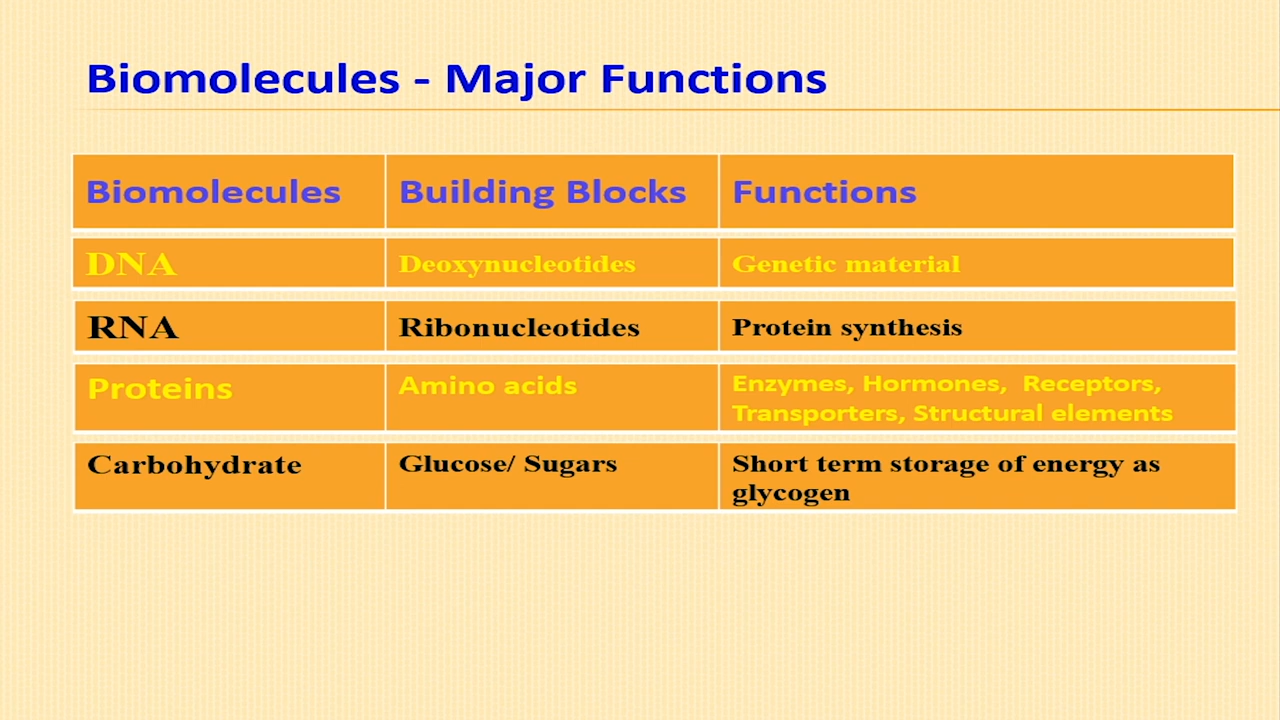 Biomolecules - Major Functions
Biomolecules Building Blocks Functions
DNA Deoxynucleotides Genetic material
RNA Ribonucleotides Protein synthesis
Proteins Amino acids Enzymes, Hormones, Receptors,
Transporters, Structural elements
Carbohydrate Glucose/ Sugars Short term storage of energy as
glycogen